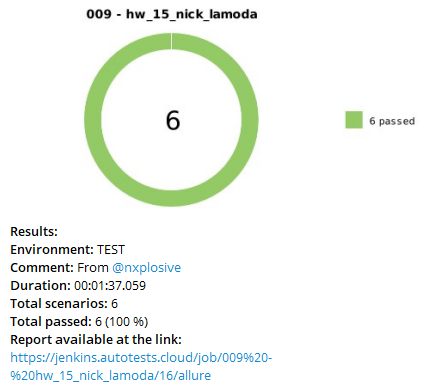 009 - hw_15_nick_lamoda
6
6 passed
Results:
Environment: TEST
Comment: From @nxplosive
Duration: 00:01:37.059
Total scenarios: 6
Total passed: 6 (100 %)
Report available at the link:
https://jenkins.autotests.cloud/job/009%20-
%20hw_15_nick_lamoda/16/allure